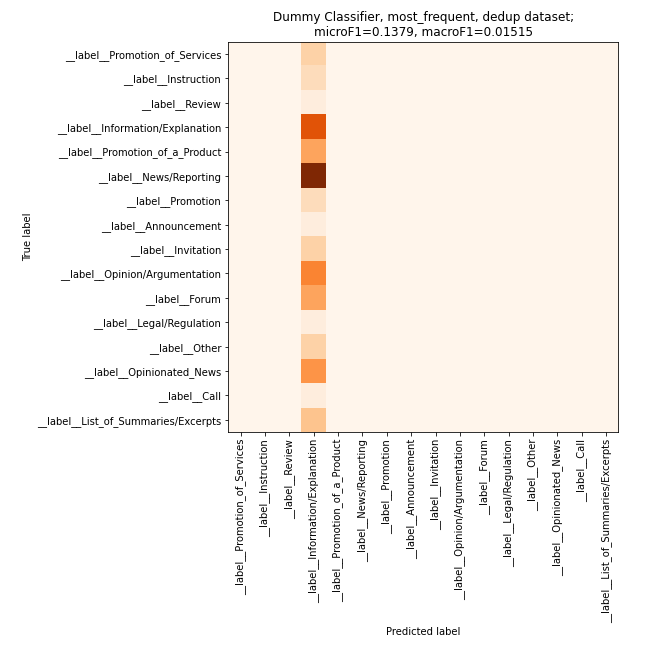 Dummy Classifier, most_frequent, dedup dataset;
microF1=0.1379, macroF1=0.01515
True label
__label__Promotion_of_Services
__label__Instruction
__label__Review
__label__Information/Explanation
__label__Promotion_of_a_Product
__label__News/Reporting
__label__Promotion
__label__Announcement
__label__Invitation
__label__Opinion/Argumentation
__label__Forum
__label__Legal/Regulation
__label__Other
__label__Opinionated_News
__label__Call
__label__List_of_Summaries/Excerpts
__label__Promotion_of_Services
__label__Instruction
__label__Review
__label__Information/Explanation
__label__Promotion_of_a_Product
__label__News/Reporting
__label__Promotion
__label__Announcement
__label__Invitation
__label__Opinion/Argumentation
__label__Forum
__label__Legal/Regulation
__label__Other
__label__Opinionated_News
__label__Call
__label__List_of_Summaries/Excerpts
Predicted label